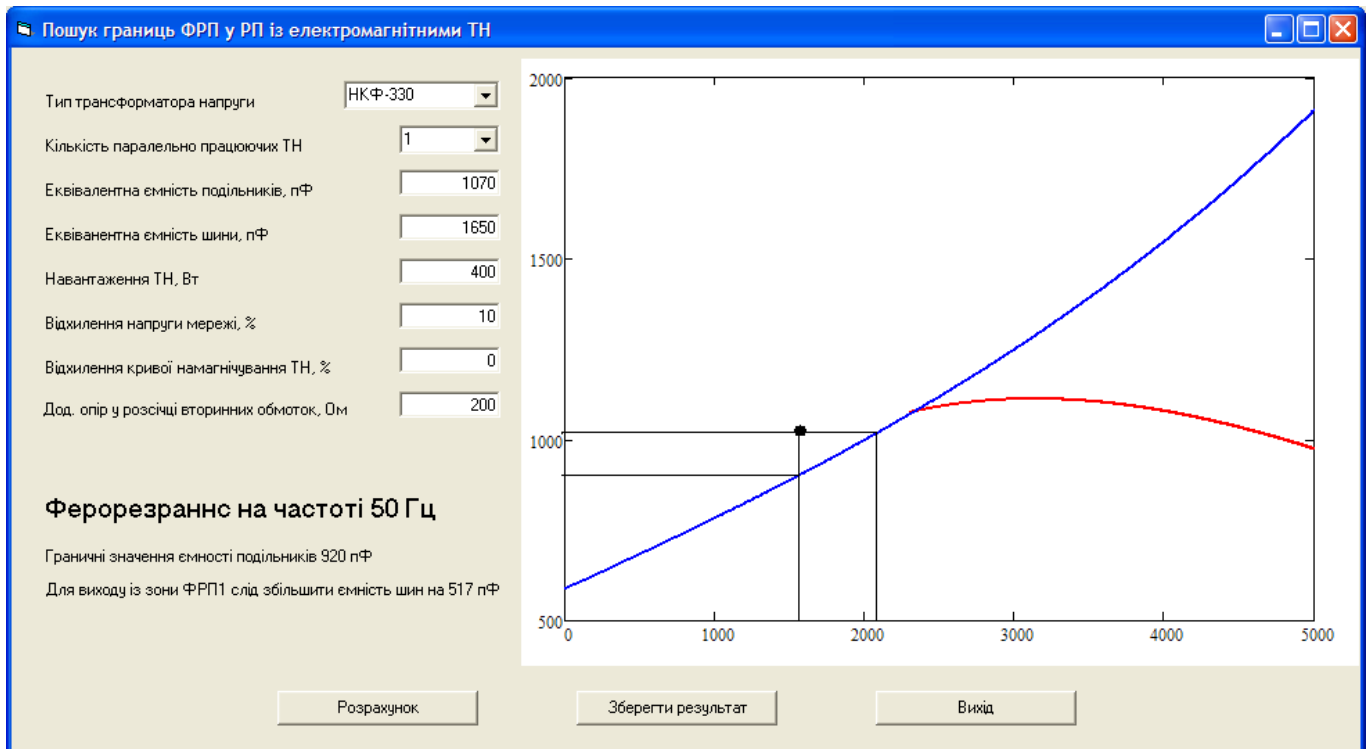 Пошук границь ФРП у РП із електромагнітними ТН
Тип трансформатора напруги НКФ-330
Кількість паралельно працюючих ТН 1
Еквівалентна ємність подільників, пФ 1070
Еквіванентна ємність шини, пФ 1650
Навантаження ТН, Вт 400
Відхилення напруги мережі, % 10
Відхилення кривої намагнічування ТН, % 0
Дод. опір у розсічці вторинних обмоток, Ом 200
Ферорезраннс на частоті 50 Гц
Граничні значення ємності подільників 920 пФ
Для виходу із зони ФРП1 слід збільшити ємність шин на 517 пФ
2000
1500
1000
500
0 1000 2000 3000 4000 5000
Розрахунок Зберегти результат Вихід